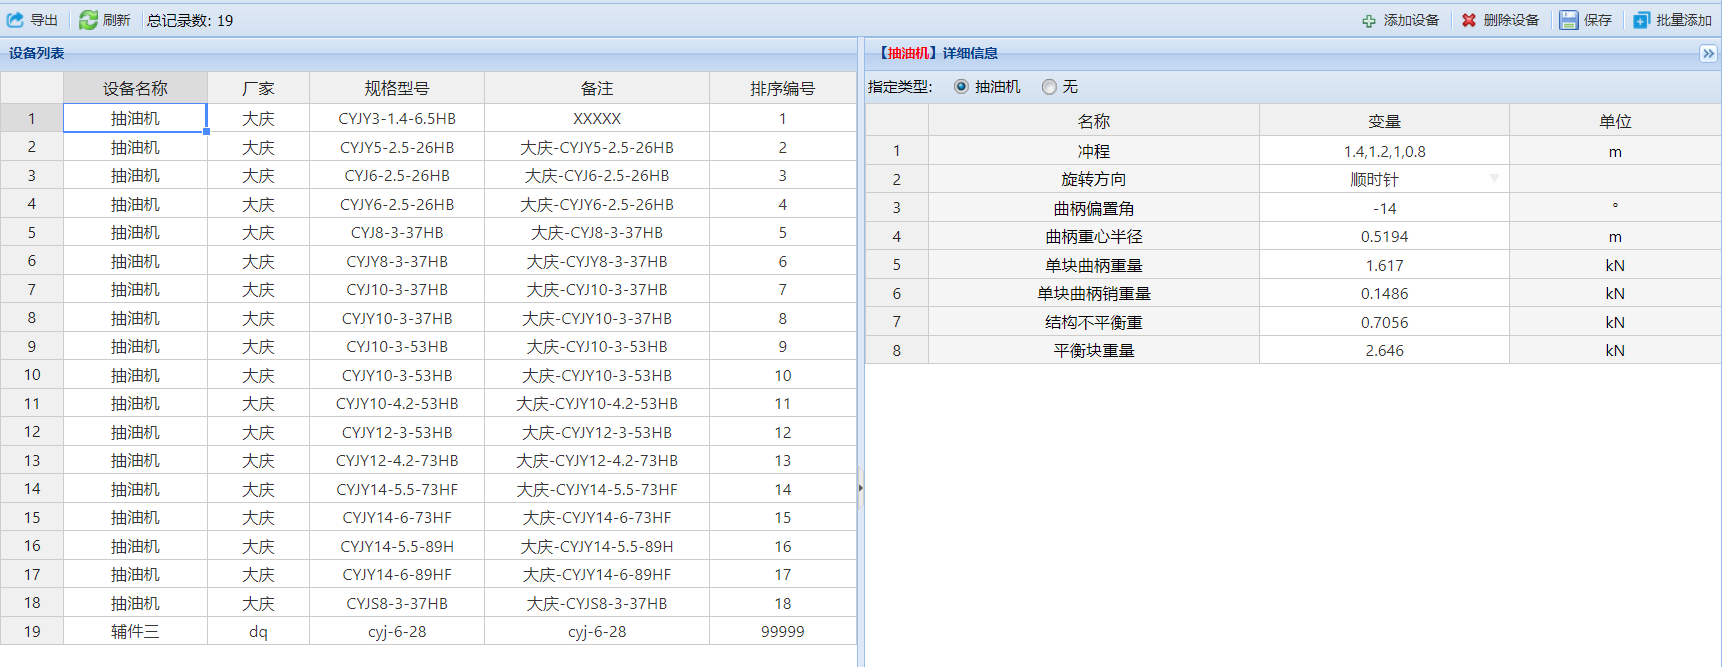 导出 刷新 总记录数: 19 添加设备 删除设备 保存 批量添加
设备列表
设备名称 厂家 规格型号 备注 排序编号
1 抽油机 大庆 CYJY3-1.4-6.5HB XXXXX 1
2 抽油机 大庆 CYJY5-2.5-26HB 大庆-CYJY5-2.5-26HB 2
3 抽油机 大庆 CYJ6-2.5-26HB 大庆-CYJ6-2.5-26HB 3
4 抽油机 大庆 CYJY6-2.5-26HB 大庆-CYJY6-2.5-26HB 4
5 抽油机 大庆 CYJ8-3-37HB 大庆-CYJ8-3-37HB 5
6 抽油机 大庆 CYJY8-3-37HB 大庆-CYJY8-3-37HB 6
7 抽油机 大庆 CYJ10-3-37HB 大庆-CYJ10-3-37HB 7
8 抽油机 大庆 CYJY10-3-37HB 大庆-CYJY10-3-37HB 8
9 抽油机 大庆 CYJ10-3-53HB 大庆-CYJ10-3-53HB 9
10 抽油机 大庆 CYJY10-3-53HB 大庆-CYJY10-3-53HB 10
11 抽油机 大庆 CYJY10-4.2-53HB 大庆-CYJY10-4.2-53HB 11
12 抽油机 大庆 CYJY12-3-53HB 大庆-CYJY12-3-53HB 12
13 抽油机 大庆 CYJY12-4.2-73HB 大庆-CYJY12-4.2-73HB 13
14 抽油机 大庆 CYJY14-5.5-73HF 大庆-CYJY14-5.5-73HF 14
15 抽油机 大庆 CYJY14-6-73HF 大庆-CYJY14-6-73HF 15
16 抽油机 大庆 CYJY14-5.5-89H 大庆-CYJY14-5.5-89H 16
17 抽油机 大庆 CYJY14-6-89HF 大庆-CYJY14-6-89HF 17
18 抽油机 大庆 CYJS8-3-37HB 大庆-CYJS8-3-37HB 18
19 辅件三 dq cyj-6-28 cyj-6-28 99999
【抽油机】详细信息
指定类型: 抽油机 无
名称 变量 单位
1 冲程 1.4,1.2,1,0.8 m
2 旋转方向 顺时针
3 曲柄偏置角 -14 °
4 曲柄重心半径 0.5194 m
5 单块曲柄重量 1.617 kN
6 单块曲柄销重量 0.1486 kN
7 结构不平衡重 0.7056 kN
8 平衡块重量 2.646 kN